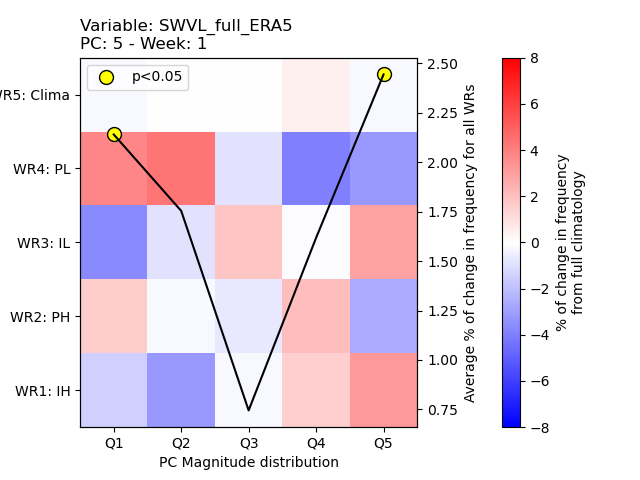 Variable: SWVL_full_ERA5
PC: 5 - Week: 1
p<0.05
WR5: Clima
WR4: PL
WR3: IL
WR2: PH
WR1: IH
Q1 Q2 Q3 Q4 Q5
PC Magnitude distribution
2.50
2.25
2.00
1.75
1.50
1.25
1.00
0.75
Average % of change in frequency for all WRs
8
6
4
2
0
−2
−4
−6
−8
% of change in frequency
from full climatology